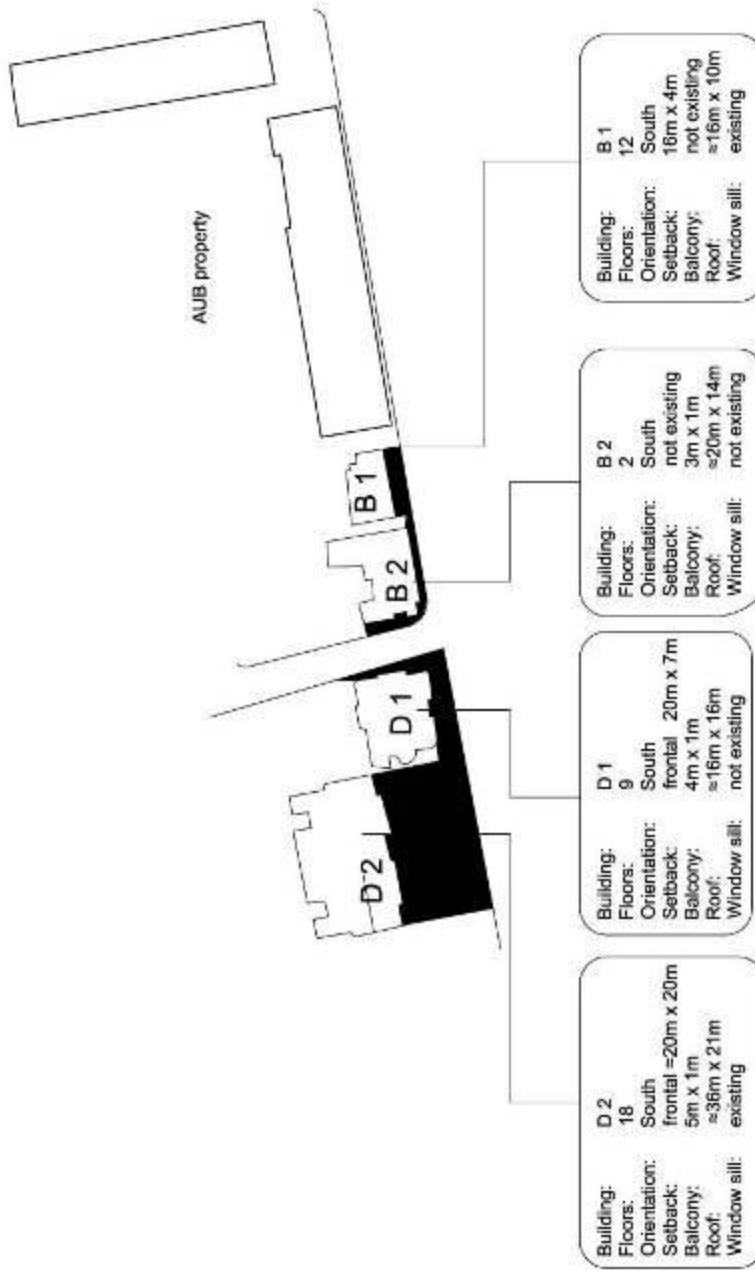 AUB property
D 2
D 1
B 2
B 1
Building: D 2
Floors: 18
Orientation: South
Setback: frontal ≈20m x 20m
Balcony: 5m x 1m
Roof: ≈36m x 21m
Window sill: existing
Building: D 1
Floors: 9
Orientation: South
Setback: frontal 20m x 7m
Balcony: 4m x 1m
Roof: ≈16m x 16m
Window sill: not existing
Building: B 2
Floors: 2
Orientation: South
Setback: not existing
Balcony: 3m x 1m
Roof: ≈20m x 14m
Window sill: not existing
Building: B 1
Floors: 12
Orientation: South
Setback: 16m x 4m
Balcony: not existing
Roof: ≈16m x 10m
Window sill: existing